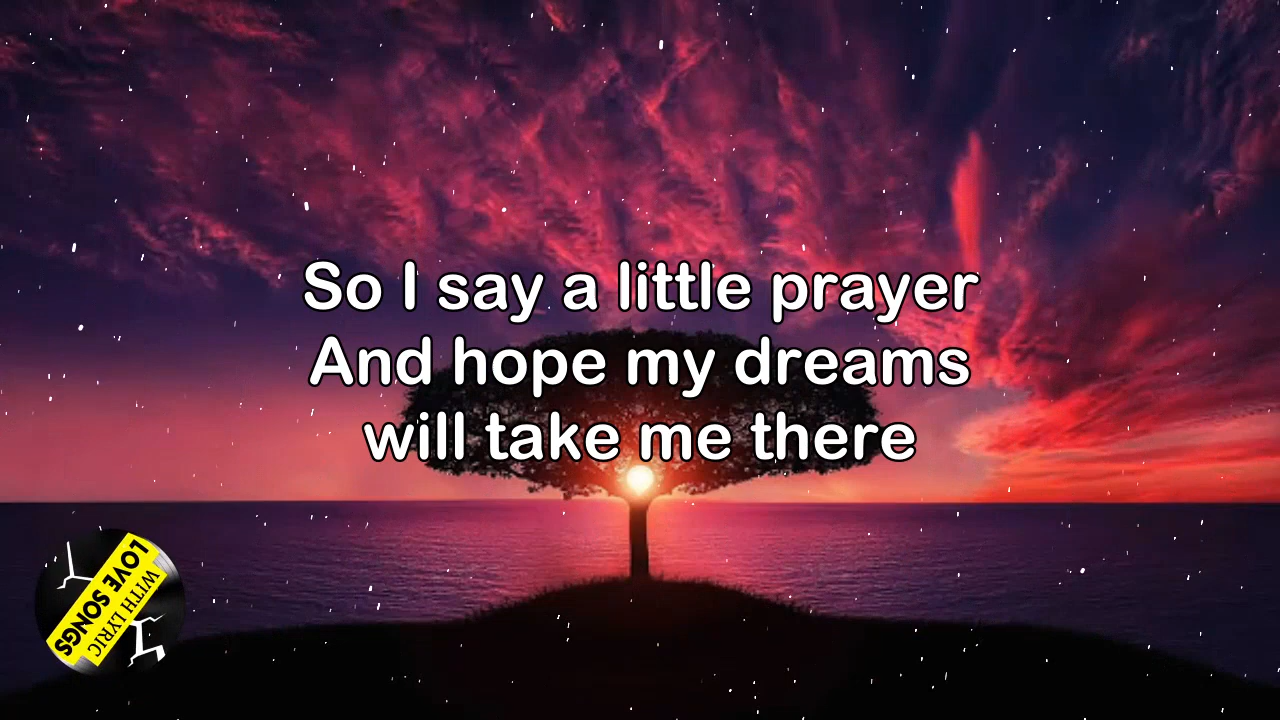 So I say a little prayer
And hope my dreams
will take me there
LOVE SONGS
WITH LYRIC